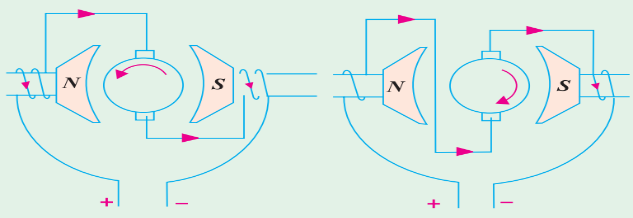 N S N S
+ − + −